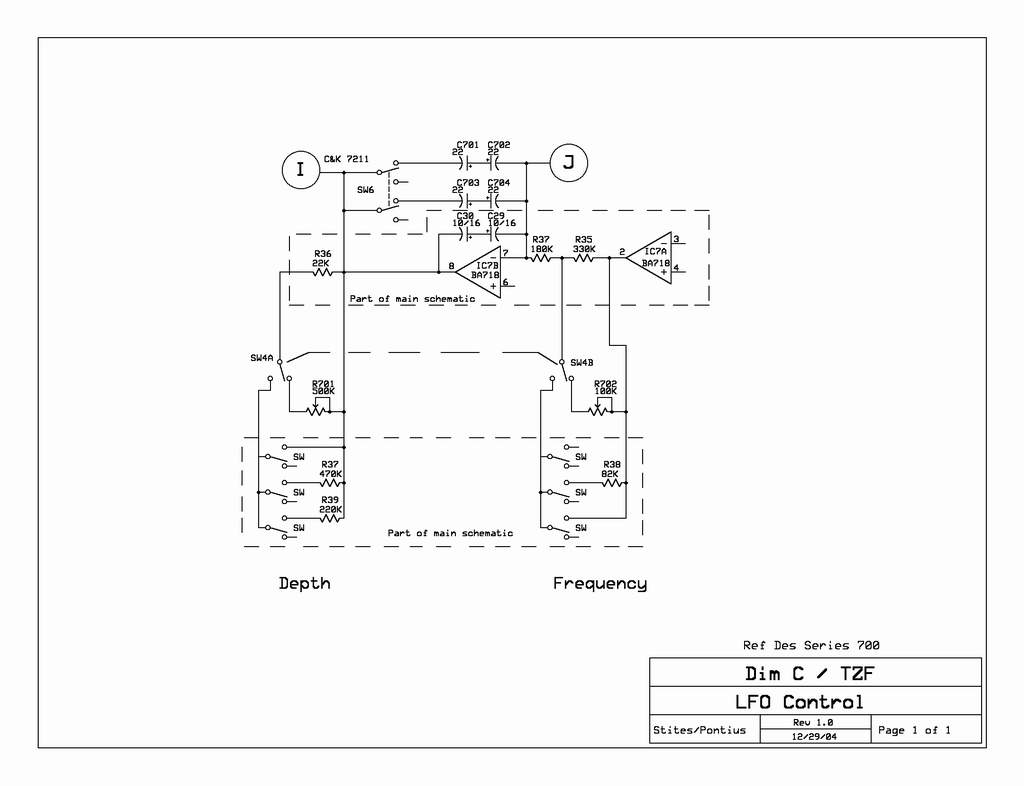 C701 C702
22 22
I C&K 7211 J
SW6
C703 C704
22 22
C30 C29
10/16 10/16
R36
22K
8 IC7B
BA718
- 7
+ 6
R37
180K
R35
330K
2 IC7A
BA718
- 3
+ 4
Part of main schematic
SW4A
SW4B
R701
500K
R702
100K
SW
SW
R37
470K
R38
82K
SW
SW
R39
220K
SW
SW
Part of main schematic
Depth
Frequency
Ref Des Series 700
Dim C / TZF
LFO Control
Stites/Pontius
Rev 1.0
12/29/04
Page 1 of 1